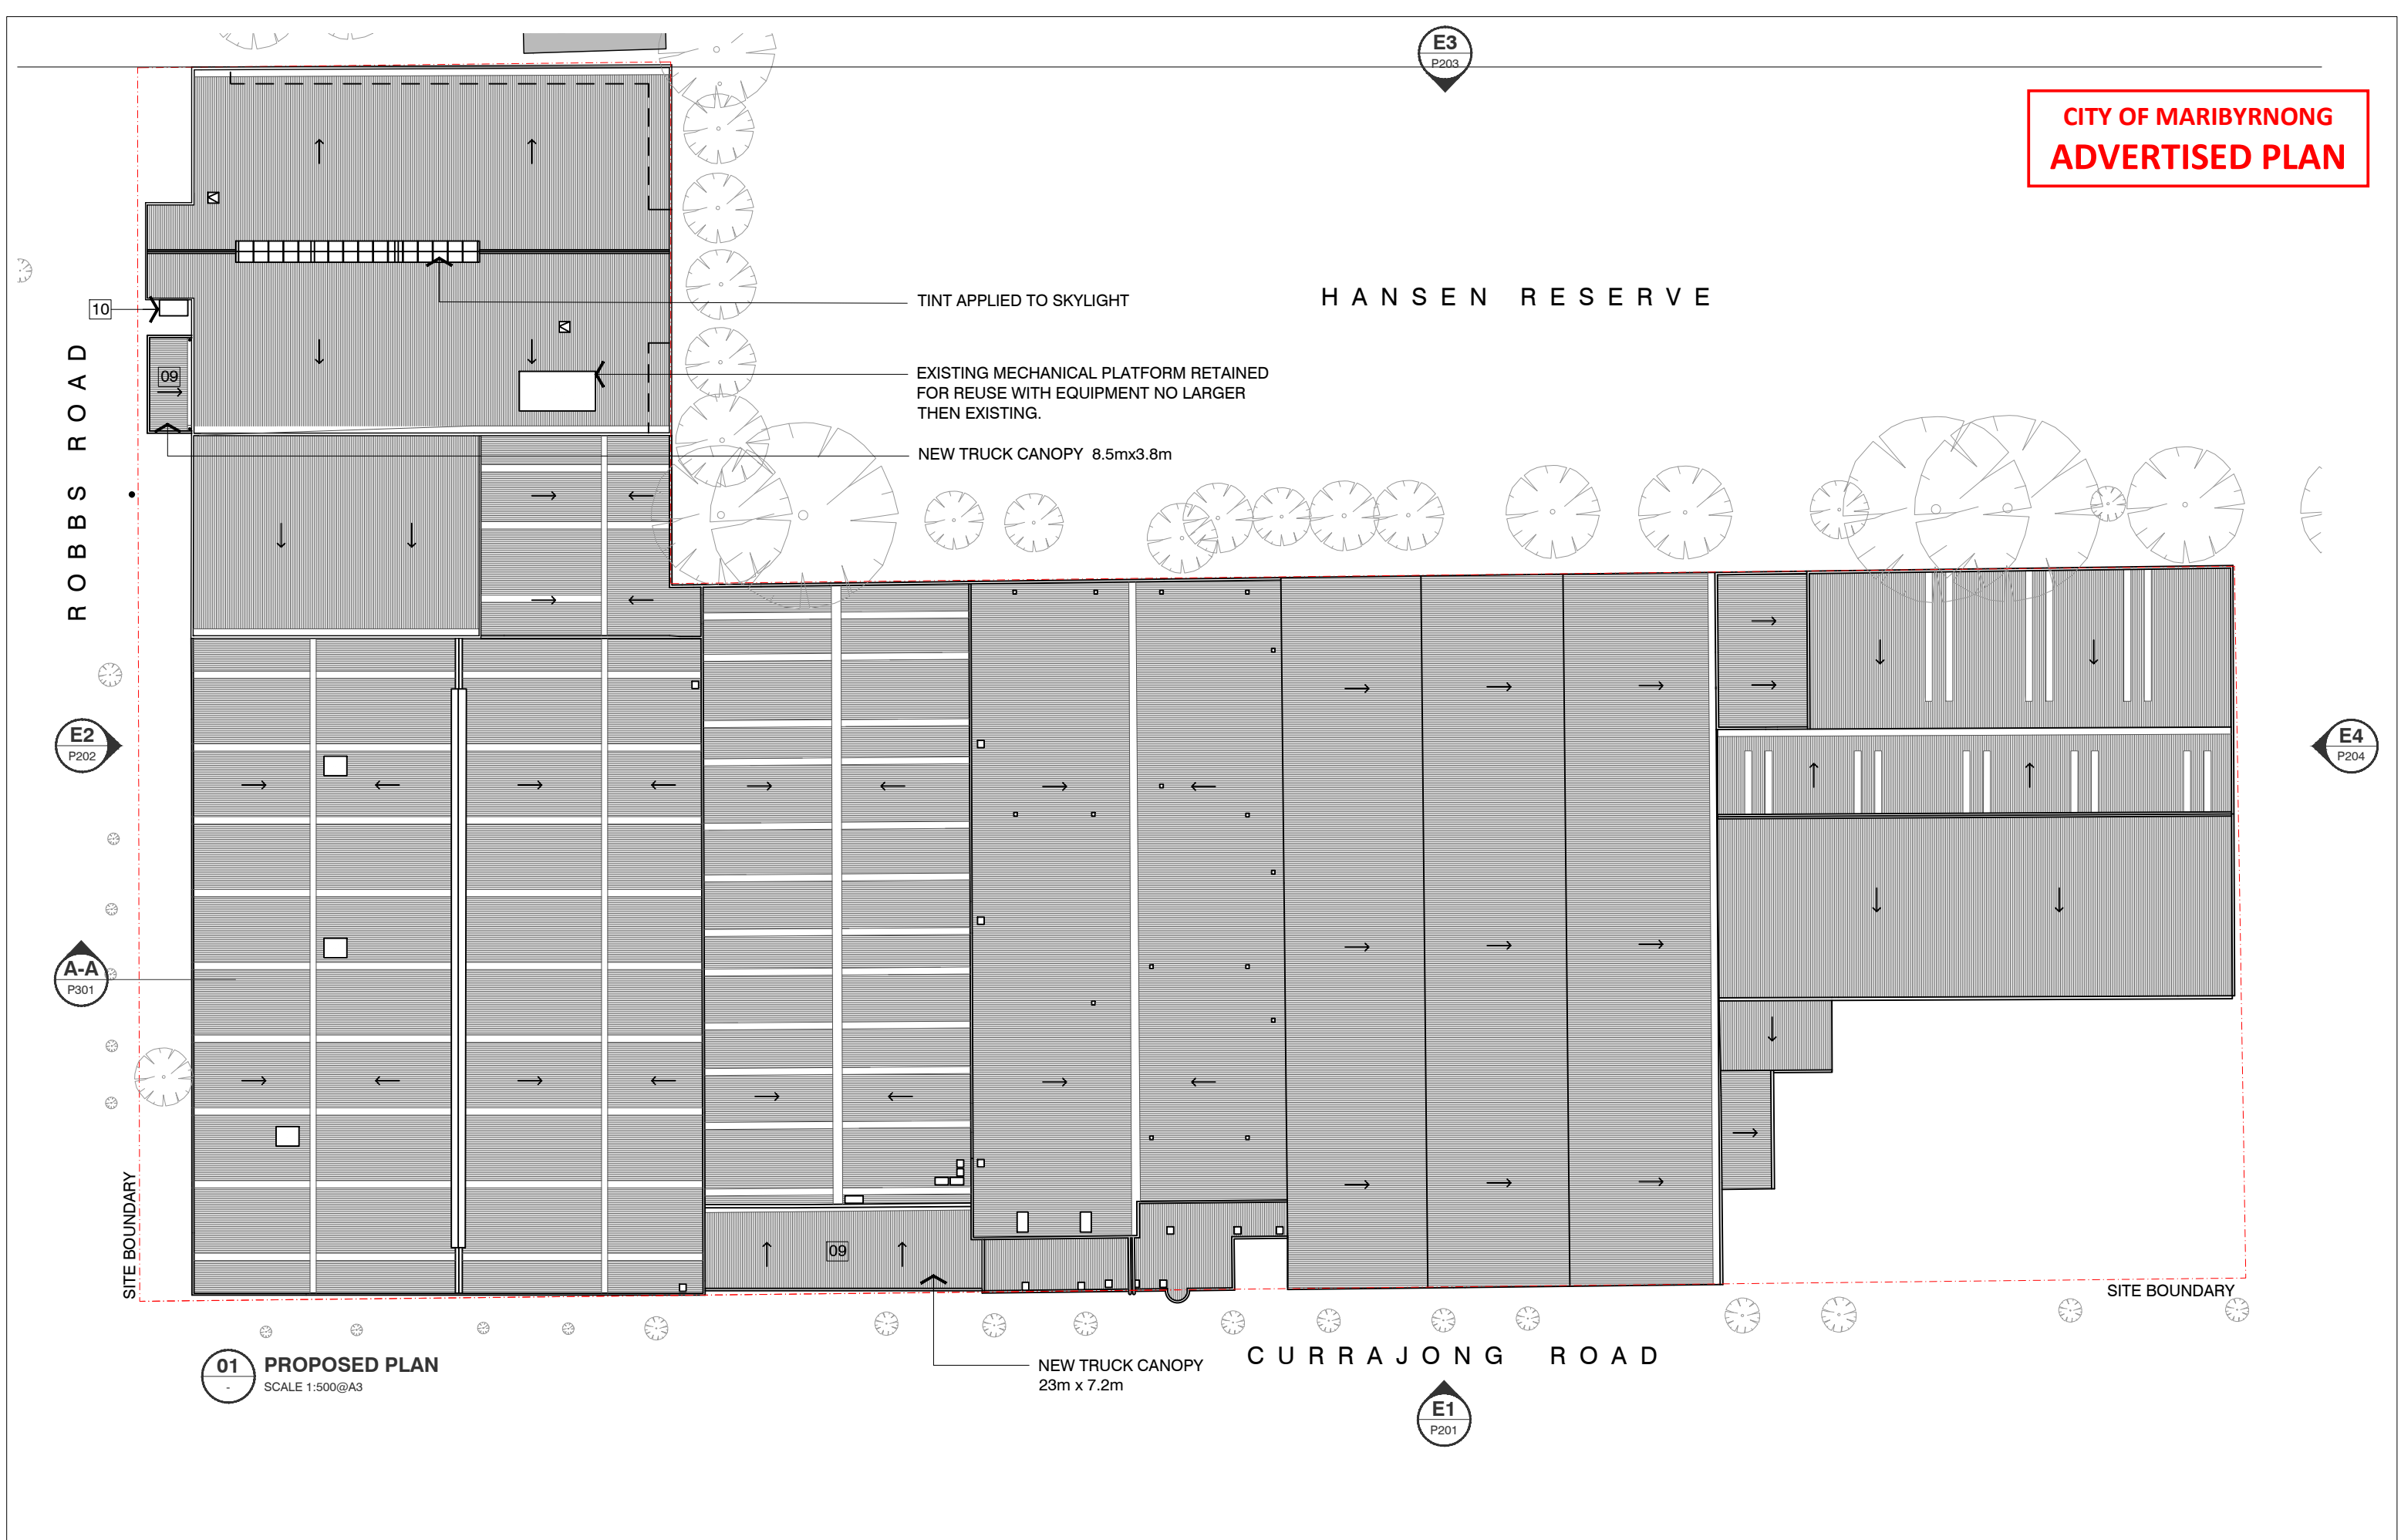 E3
P203
CITY OF MARIBYRNONG
ADVERTISED PLAN
TINT APPLIED TO SKYLIGHT
HANSEN RESERVE
10
ROBBS ROAD
09
EXISTING MECHANICAL PLATFORM RETAINED
FOR REUSE WITH EQUIPMENT NO LARGER
THEN EXISTING.
NEW TRUCK CANOPY 8.5mx3.8m
E2
P202
E4
P204
A-A
P301
SITE BOUNDARY
09
SITE BOUNDARY
01
-
PROPOSED PLAN
SCALE 1:500@A3
NEW TRUCK CANOPY
23m x 7.2m
CURRAJONG ROAD
E1
P201